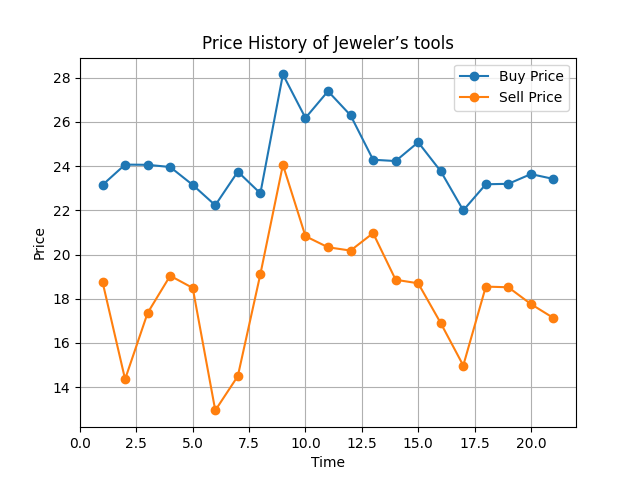 Price History of Jeweler’s tools
Buy Price
Sell Price
28
26
24
22
20
18
16
14
Price
0.0 2.5 5.0 7.5 10.0 12.5 15.0 17.5 20.0
Time